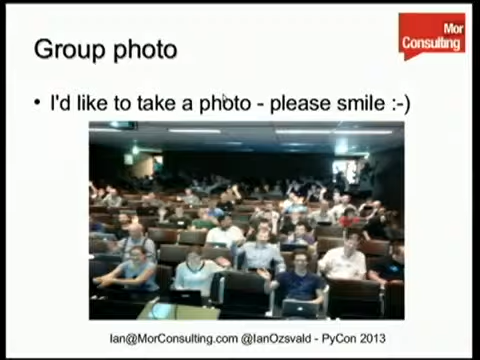 Group photo
Mor
Consulting
• I'd like to take a photo - please smile :-)
Ian@MorConsulting.com @IanOzsvald - PyCon 2013